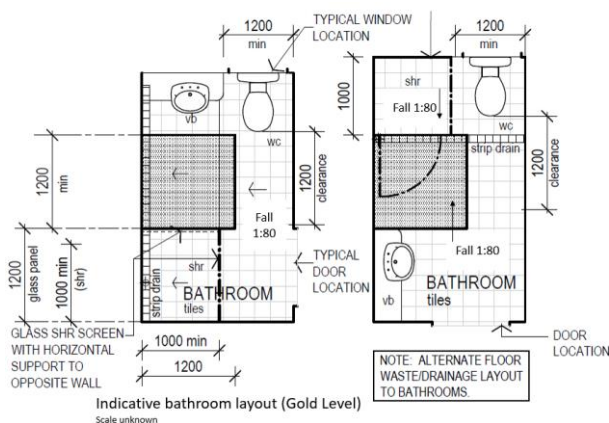 1200
min
TYPICAL WINDOW
LOCATION
vb
wc
1200
min
1200
clearance
Fall
1:80
1200
glass panel
1000 min
(shr)
strip drain
shr
BATHROOM
tiles
TYPICAL
DOOR
LOCATION
GLASS SHR SCREEN
WITH HORIZONTAL
SUPPORT TO
OPPOSITE WALL
1000 min
1200
1200
min
1000
shr
Fall 1:80
wc
strip drain
1200
clearance
Fall 1:80
vb
BATHROOM
tiles
DOOR
LOCATION
NOTE: ALTERNATE FLOOR
WASTE/DRAINAGE LAYOUT
TO BATHROOMS.
Indicative bathroom layout (Gold Level)
Scale unknown